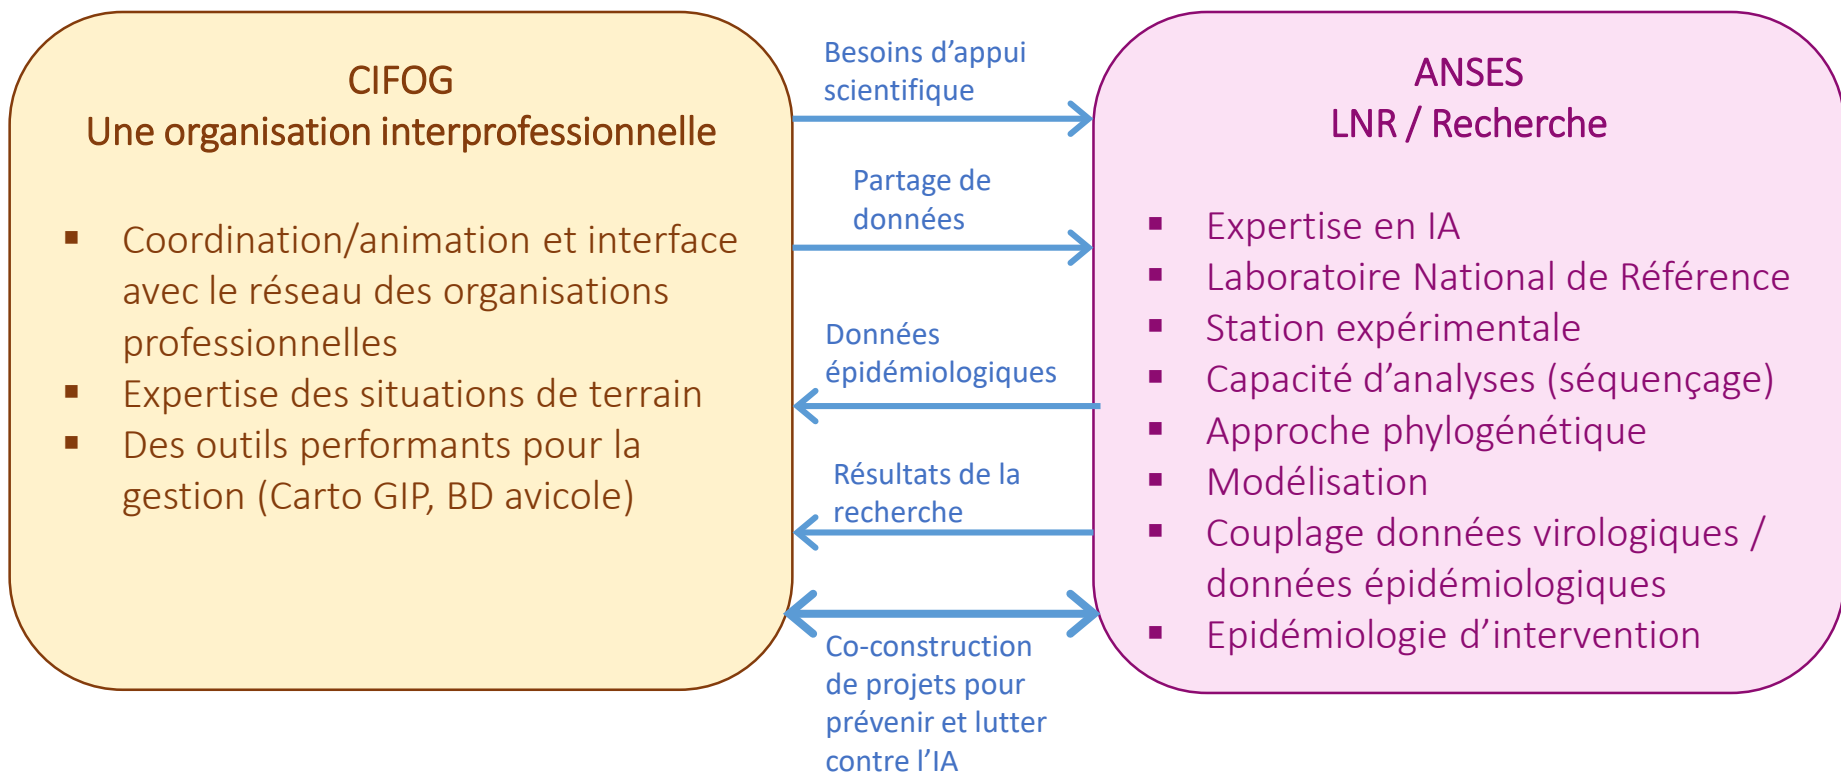 CIFOG
Une organisation interprofessionnelle
▪ Coordination/animation et interface
avec le réseau des organisations
professionnelles
▪ Expertise des situations de terrain
▪ Des outils performants pour la
gestion (Carto GIP, BD avicole)
Besoins d’appui
scientifique
Partage de
données
Données
épidémiologiques
Résultats de la
recherche
Co-construction
de projets pour
prévenir et lutter
contre l’IA
ANSES
LNR / Recherche
▪ Expertise en IA
▪ Laboratoire National de Référence
▪ Station expérimentale
▪ Capacité d’analyses (séquençage)
▪ Approche phylogénétique
▪ Modélisation
▪ Couplage données virologiques /
données épidémiologiques
▪ Epidémiologie d’intervention